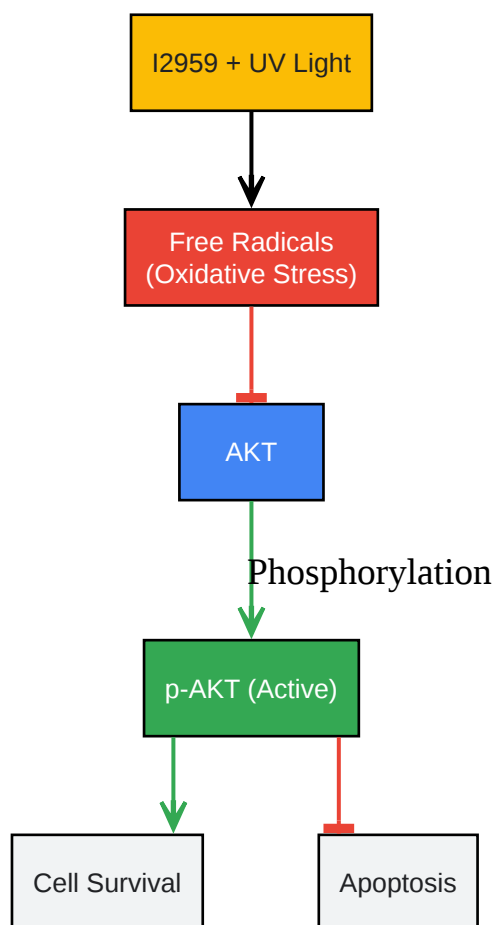 I2959 + UV Light
Free Radicals
(Oxidative Stress)
AKT
Phosphorylation
p-AKT (Active)
Cell Survival
Apoptosis